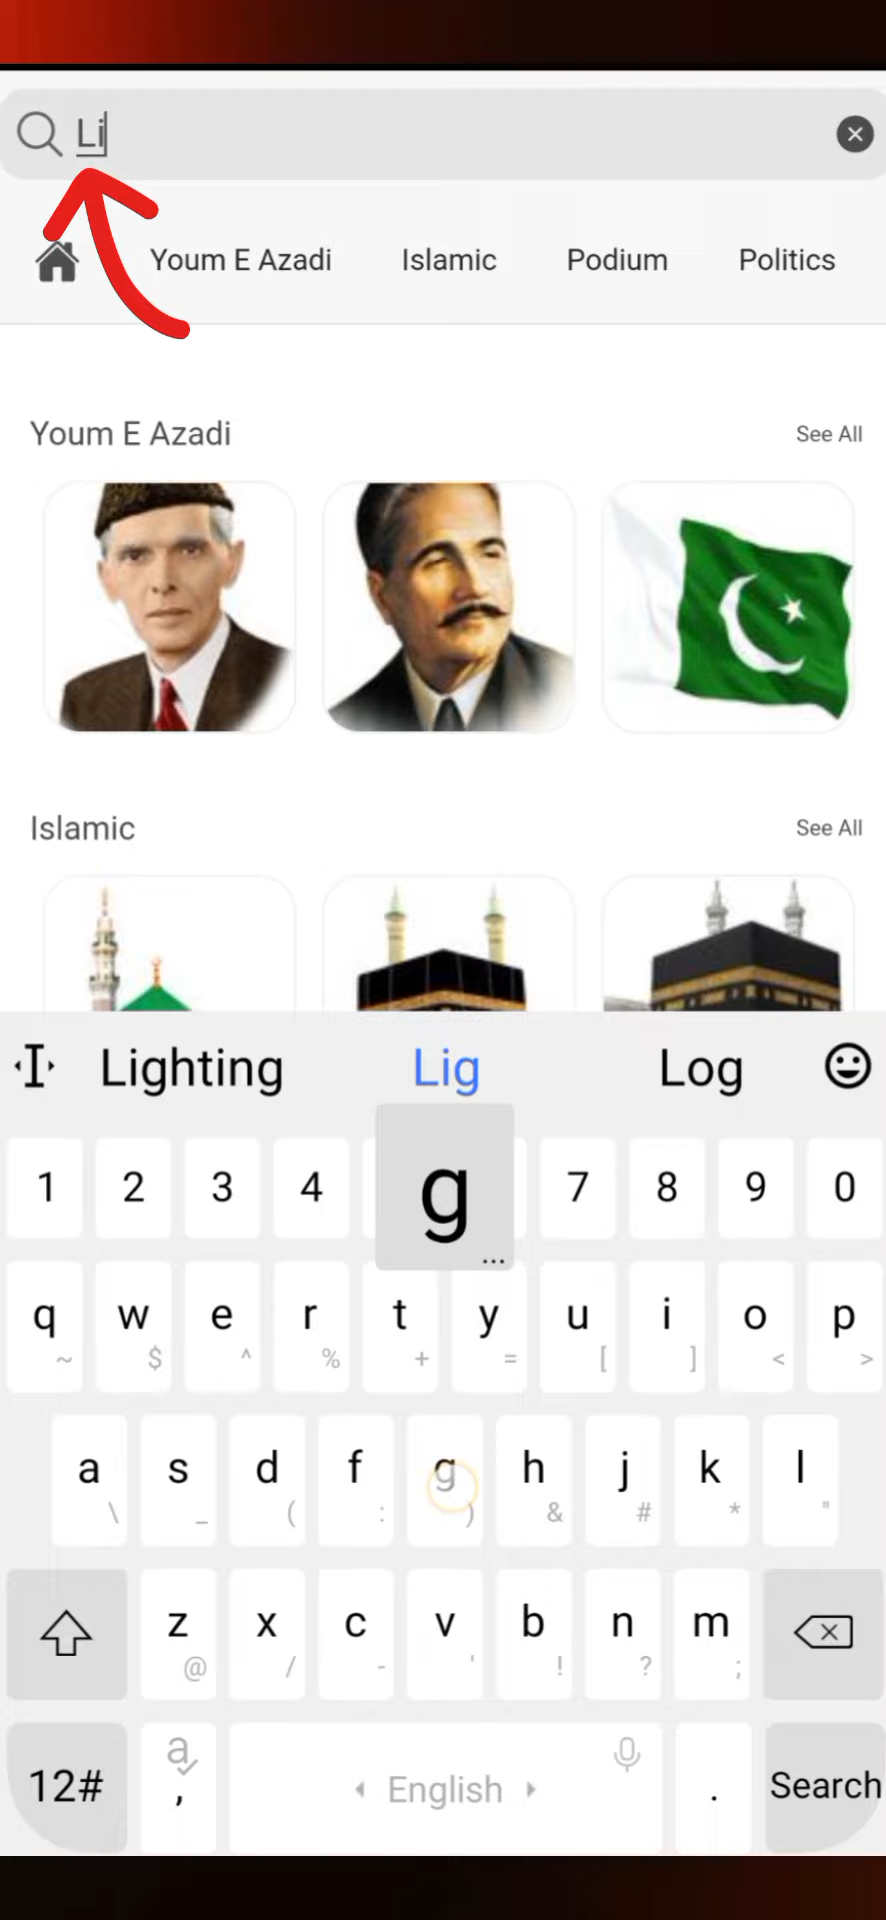 Li
Youm E Azadi Islamic Podium Politics
Youm E Azadi See All
Islamic See All
Lighting Lig Log
g
...
1 2 3 4 7 8 9 0
q w e r t y u i o p
~ $ ^ % + = [ ] < >
a s d f g h j k l
\ _ ( : ) & # * "
z x c v b n m
@ / - ' ! ? ;
12# a , English . Search